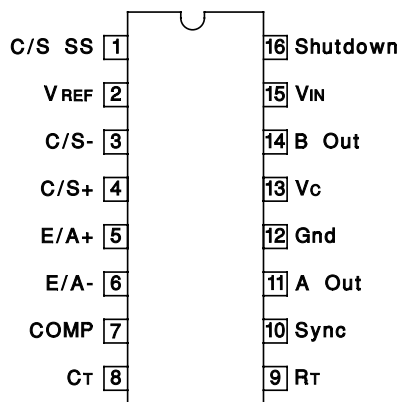 C/S SS 1 16 Shutdown
VREF 2 15 VIN
C/S- 3 14 B Out
C/S+ 4 13 VC
E/A+ 5 12 Gnd
E/A- 6 11 A Out
COMP 7 10 Sync
CT 8 9 RT